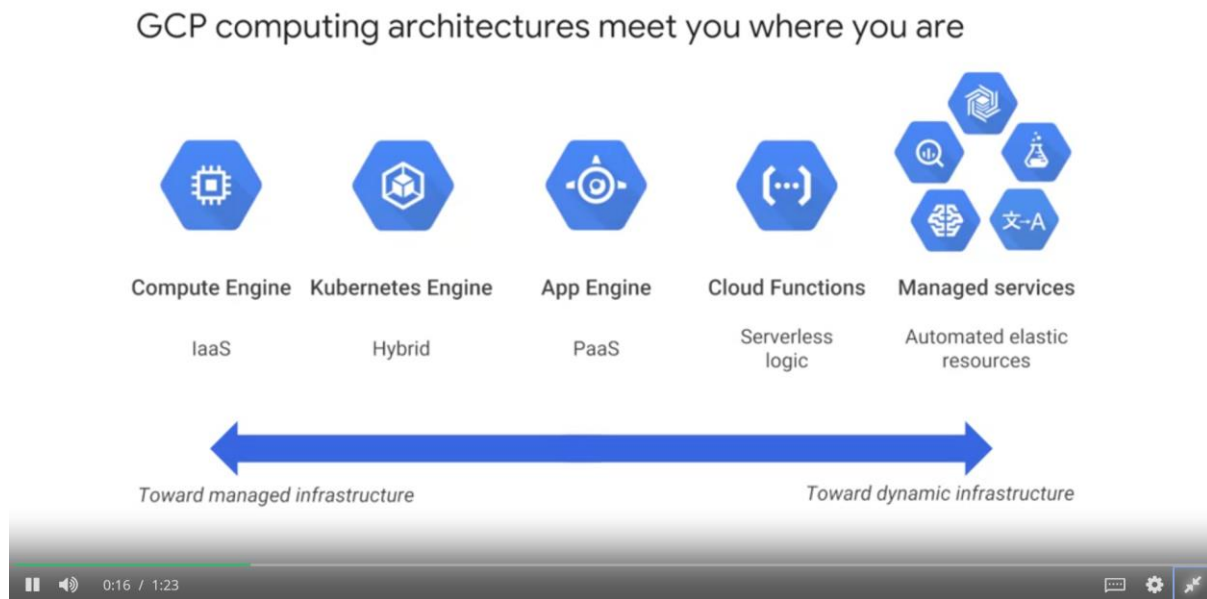 GCP computing architectures meet you where you are
文→A
Compute Engine
Kubernetes Engine
App Engine
Cloud Functions
Managed services
IaaS
Hybrid
PaaS
Serverless
logic
Automated elastic
resources
Toward managed infrastructure
Toward dynamic infrastructure
0:16 / 1:23